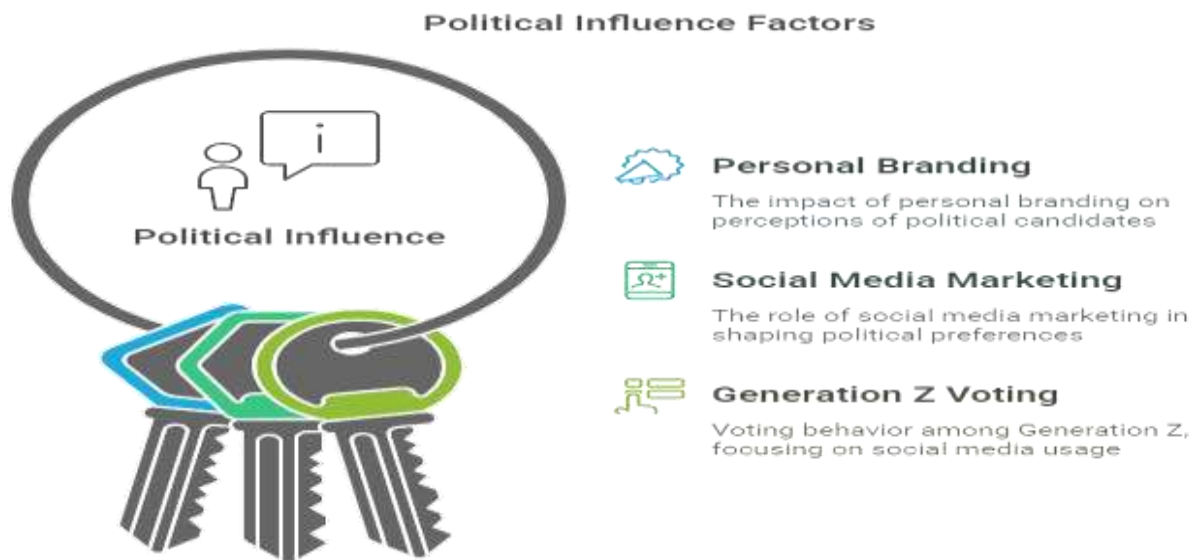 Political Influence Factors
Political Influence
Personal Branding
The impact of personal branding on
perceptions of political candidates
Social Media Marketing
The role of social media marketing in
shaping political preferences
Generation Z Voting
Voting behavior among Generation Z,
focusing on social media usage